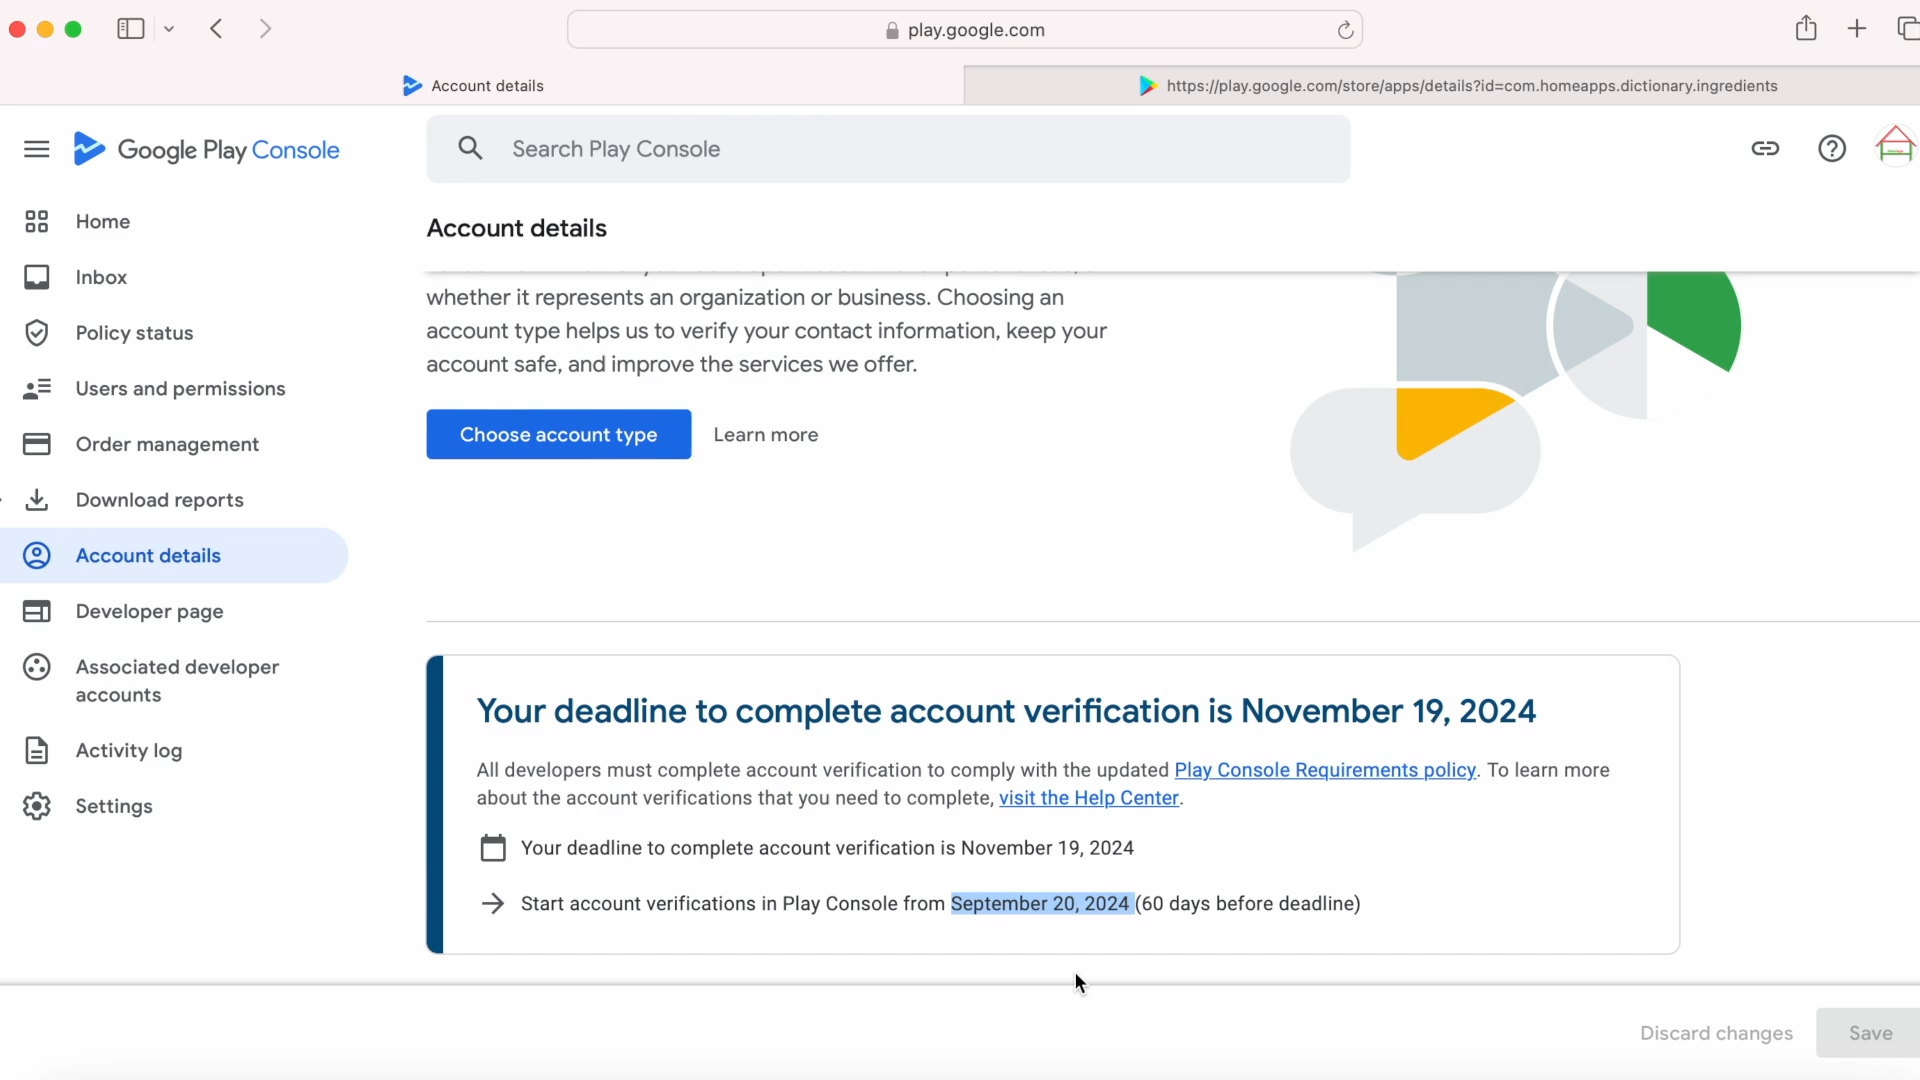 play.google.com
Account details
https://play.google.com/store/apps/details?id=com.homeapps.dictionary.ingredients
Google Play Console
Search Play Console
Home
Inbox
Policy status
Users and permissions
Order management
Download reports
Account details
Developer page
Associated developer
accounts
Activity log
Settings
Account details
whether it represents an organization or business. Choosing an
account type helps us to verify your contact information, keep your
account safe, and improve the services we offer.
Choose account type
Learn more
Your deadline to complete account verification is November 19, 2024
All developers must complete account verification to comply with the updated Play Console Requirements policy. To learn more
about the account verifications that you need to complete, visit the Help Center.
Your deadline to complete account verification is November 19, 2024
Start account verifications in Play Console from September 20, 2024 (60 days before deadline)
Discard changes
Save